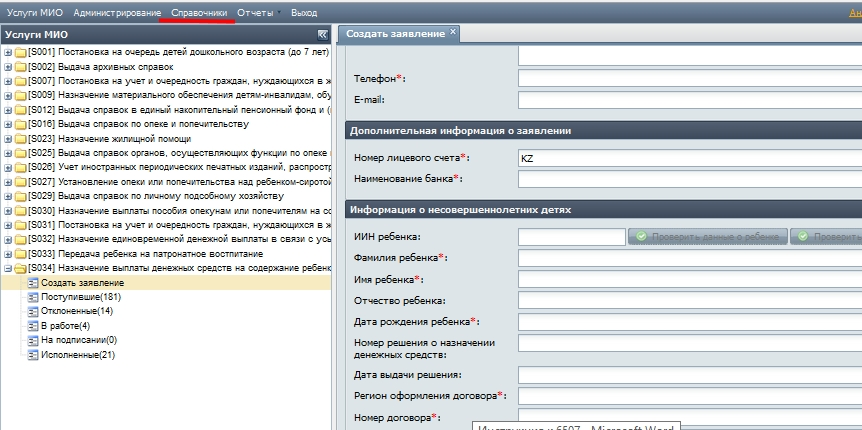 Услуги МИО Администрирование Справочники Отчеты Выход
Услуги МИО
[S001] Постановка на очередь детей дошкольного возраста (до 7 лет)
[S002] Выдача архивных справок
[S007] Постановка на учет и очередность граждан, нуждающихся в ж
[S009] Назначение материального обеспечения детям-инвалидам, обу
[S012] Выдача справок в единый накопительный пенсионный фонд и (
[S016] Выдача справок по опеке и попечительству
[S023] Назначение жилищной помощи
[S025] Выдача справок органов, осуществляющих функции по опеке
[S026] Учет иностранных периодических печатных изданий, распростр
[S027] Установление опеки или попечительства над ребенком-сиротой
[S029] Выдача справок по личному подсобному хозяйству
[S030] Назначение выплаты пособия опекунам или попечителям на со
[S031] Постановка на учет и очередность граждан, нуждающихся в ж
[S032] Назначение единовременной денежной выплаты в связи с усы
[S033] Передача ребенка на патронатное воспитание
[S034] Назначение выплаты денежных средств на содержание ребенк
Создать заявление
Поступившие(181)
Отклоненные(14)
В работе(4)
На подписании(0)
Исполненные(21)
Создать заявление
Телефон*:
E-mail:
Дополнительная информация о заявлении
Номер лицевого счета*: KZ
Наименование банка*:
Информация о несовершеннолетних детях
ИИН ребенка: Проверить данные о ребенке Проверить
Фамилия ребенка*:
Имя ребенка*:
Отчество ребенка:
Дата рождения ребенка*:
Номер решения о назначении
денежных средств:
Дата выдачи решения:
Регион оформления договора*:
Номер договора*: